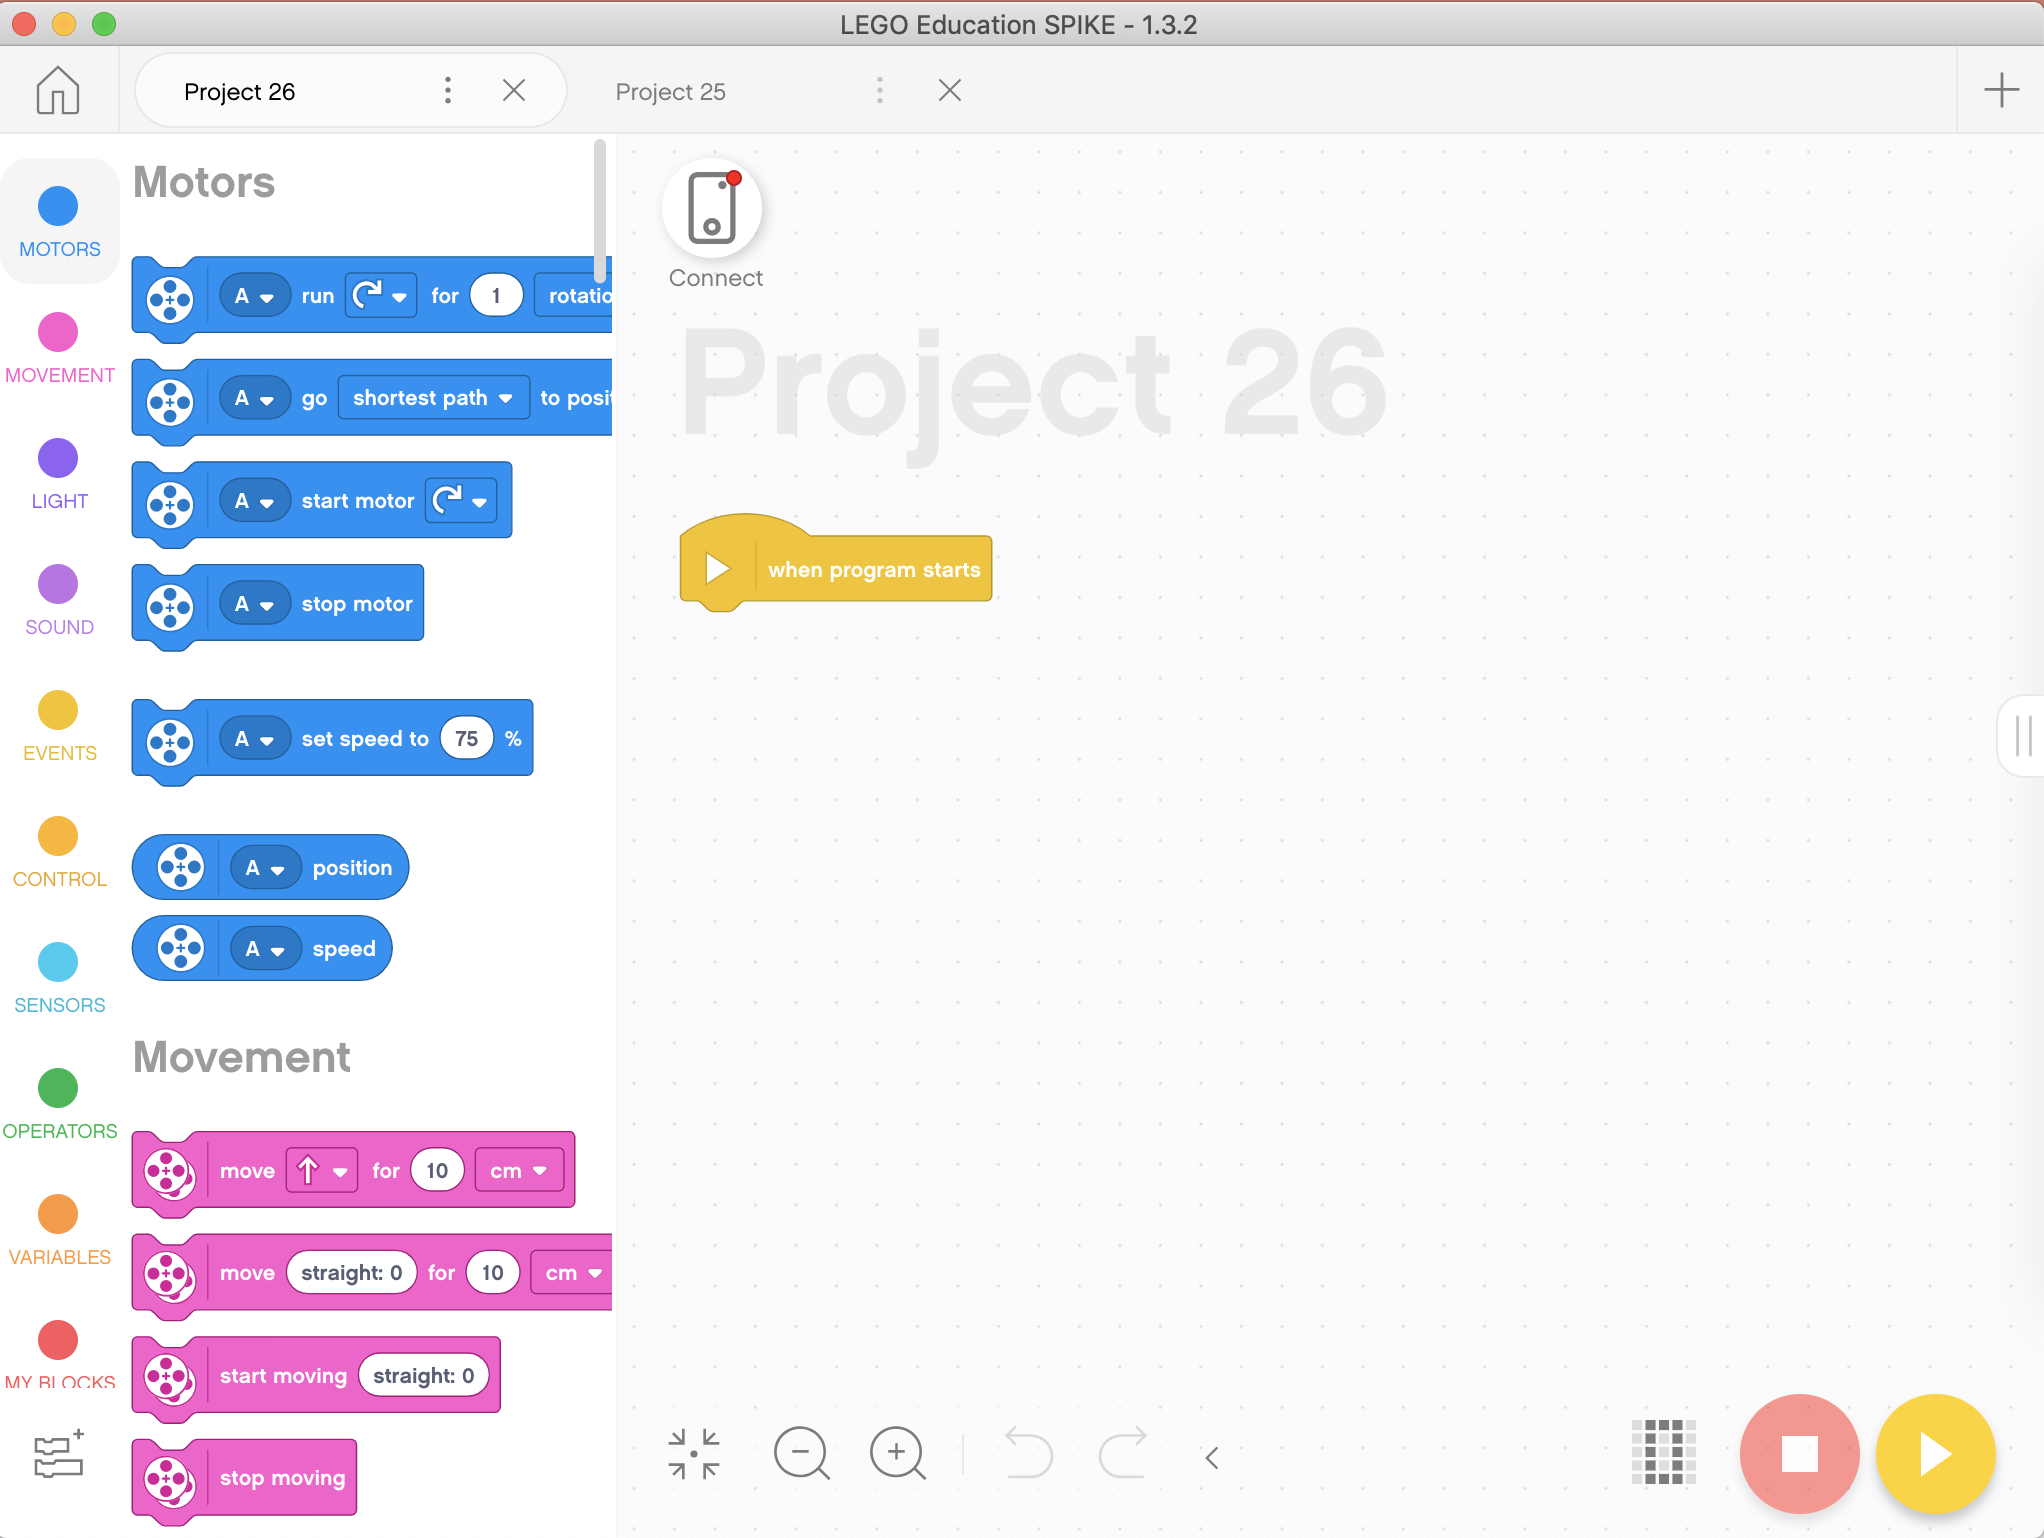 LEGO Education SPIKE - 1.3.2
Project 26
Project 25
MOTORS
MOVEMENT
LIGHT
SOUND
EVENTS
CONTROL
SENSORS
OPERATORS
VARIABLES
MY BLOCKS
Motors
A run for 1 rotatio
A go shortest path to posit
A start motor
A stop motor
A set speed to 75 %
A position
A speed
Movement
move for 10 cm
move straight: 0 for 10 cm
start moving straight: 0
stop moving
Connect
Project 26
when program starts
0